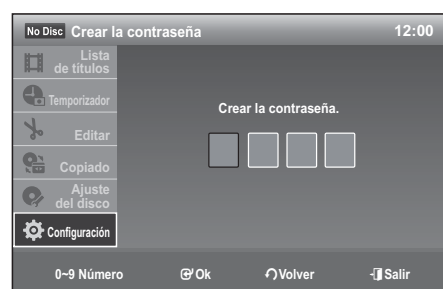 No Disc Crear la contraseña 12:00
Lista
de títulos
Temporizador
Crear la contraseña.
Editar
Copiado
Ajuste
del disco
Configuración
0~9 Número Ok Volver Salir